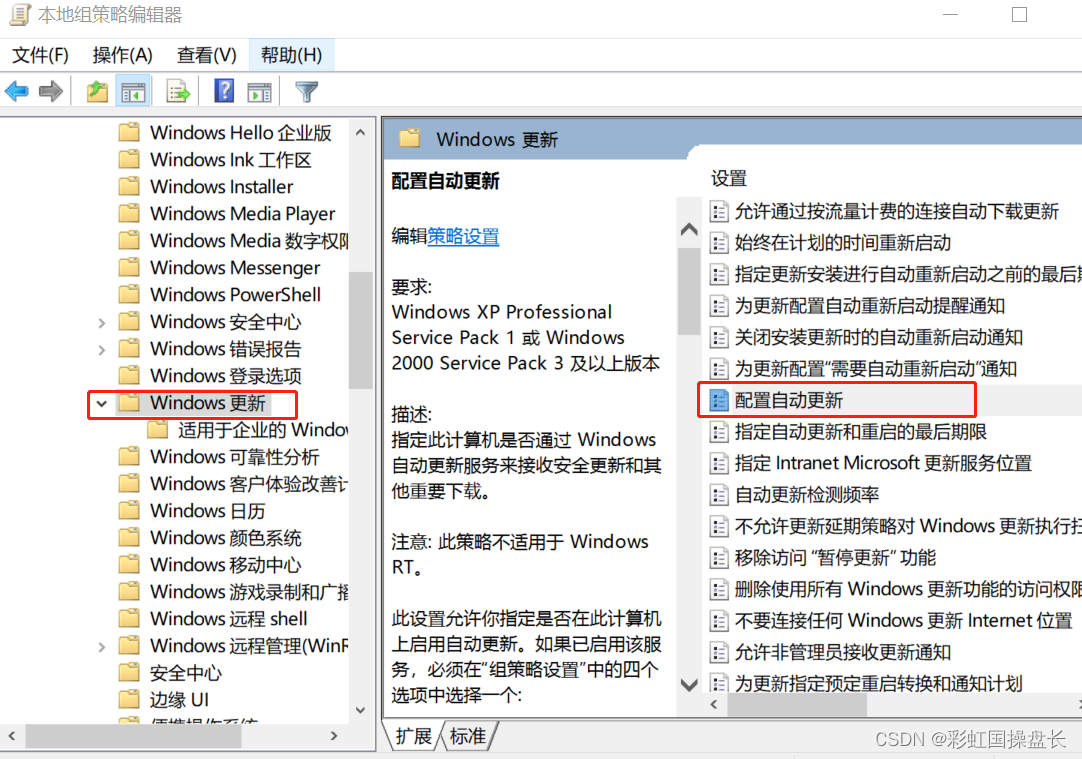 本地组策略编辑器
文件(F) 操作(A) 查看(V) 帮助(H)
Windows Hello 企业版
Windows Ink 工作区
Windows Installer
Windows Media Player
Windows Media 数字权限
Windows Messenger
Windows PowerShell
Windows 安全中心
Windows 错误报告
Windows 登录选项
Windows 更新
适用于企业的 Window
Windows 可靠性分析
Windows 客户体验改善计
Windows 日历
Windows 颜色系统
Windows 移动中心
Windows 游戏录制和广播
Windows 远程 shell
Windows 远程管理(WinR
安全中心
边缘 UI
便携操作系统
Windows 更新
配置自动更新
编辑策略设置
要求:
Windows XP Professional
Service Pack 1 或 Windows
2000 Service Pack 3 及以上版本
描述:
指定此计算机是否通过 Windows
自动更新服务来接收安全更新和其
他重要下载。
注意: 此策略不适用于 Windows
RT。
此设置允许你指定是否在此计算机
上启用自动更新。如果已启用该服
务，必须在“组策略设置”中的四个
选项中选择一个:
设置
允许通过按流量计费的连接自动下载更新
始终在计划的时间重新启动
指定更新安装进行自动重新启动之前的最后期
为更新配置自动重新启动提醒通知
关闭安装更新时的自动重新启动通知
为更新配置“需要自动重新启动”通知
配置自动更新
指定自动更新和重启的最后期限
指定 Intranet Microsoft 更新服务位置
自动更新检测频率
不允许更新延期策略对 Windows 更新执行扫
移除访问 “暂停更新” 功能
删除使用所有 Windows 更新功能的访问权限
不要连接任何 Windows 更新 Internet 位置
允许非管理员接收更新通知
为更新指定预定重启转换和通知计划
扩展 标准
CSDN @彩虹国操盘长